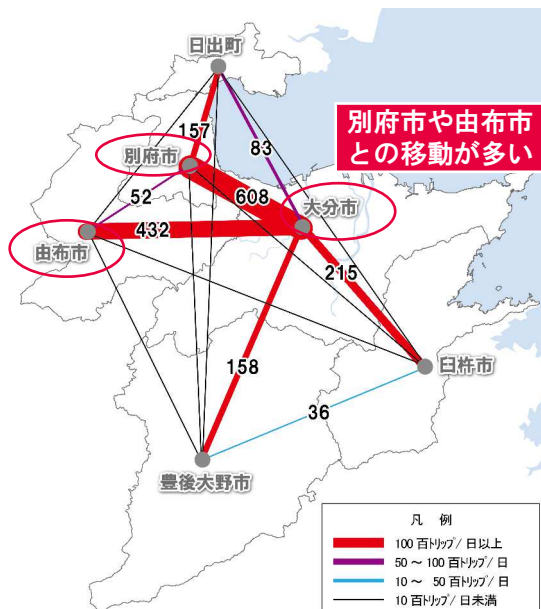 日出町
別府市や由布市
との移動が多い
157
83
別府市
52
608
大分市
432
由布市
215
158
臼杵市
36
豊後大野市
凡 例
100 百トリップ/ 日以上
50 ～ 100 百トリップ/ 日
10 ～ 50 百トリップ/ 日
10 百トリップ/ 日未満